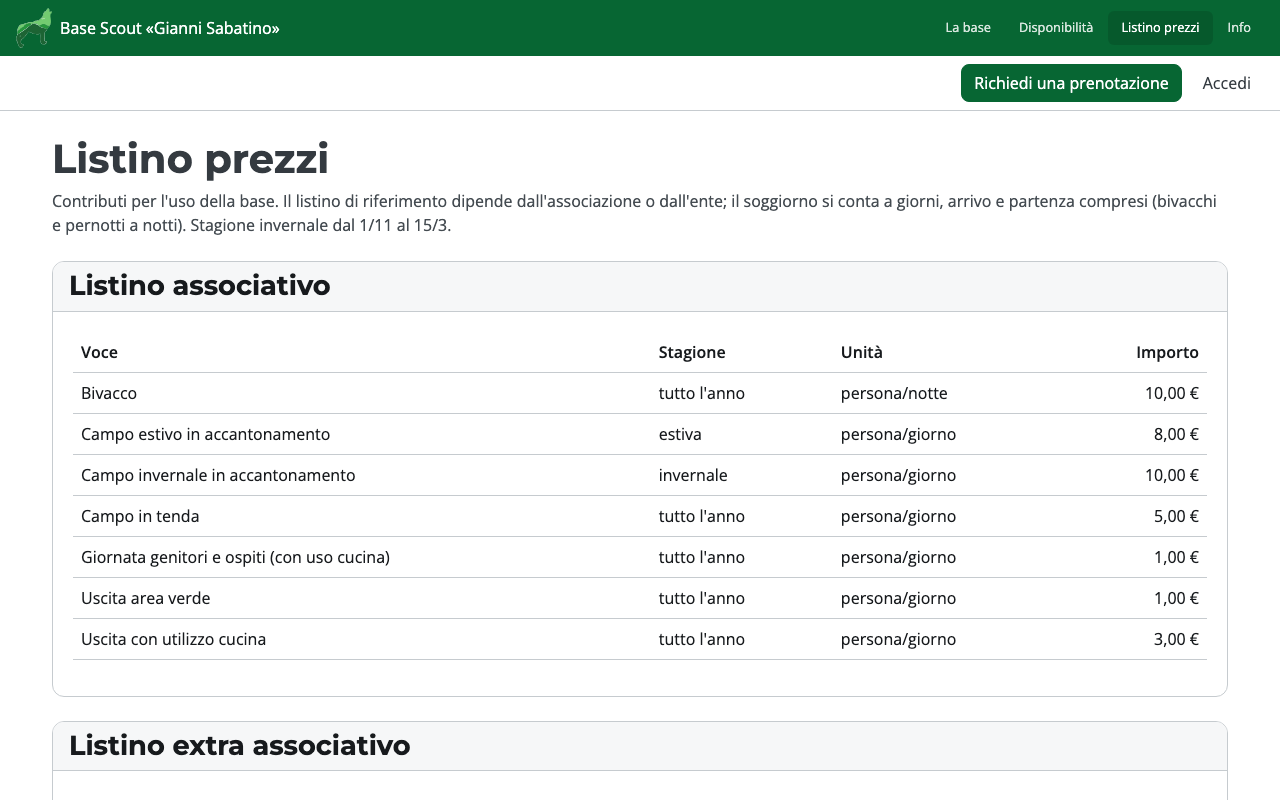 Base Scout «Gianni Sabatino»
La base
Disponibilità
Listino prezzi
Info
Richiedi una prenotazione
Accedi
Listino prezzi
Contributi per l'uso della base. Il listino di riferimento dipende dall'associazione o dall'ente; il soggiorno si conta a giorni, arrivo e partenza compresi (bivacchi
e pernotti a notti). Stagione invernale dal 1/11 al 15/3.
Listino associativo
Voce Stagione Unità Importo
Bivacco tutto l'anno persona/notte 10,00 €
Campo estivo in accantonamento estiva persona/giorno 8,00 €
Campo invernale in accantonamento invernale persona/giorno 10,00 €
Campo in tenda tutto l'anno persona/giorno 5,00 €
Giornata genitori e ospiti (con uso cucina) tutto l'anno persona/giorno 1,00 €
Uscita area verde tutto l'anno persona/giorno 1,00 €
Uscita con utilizzo cucina tutto l'anno persona/giorno 3,00 €
Listino extra associativo